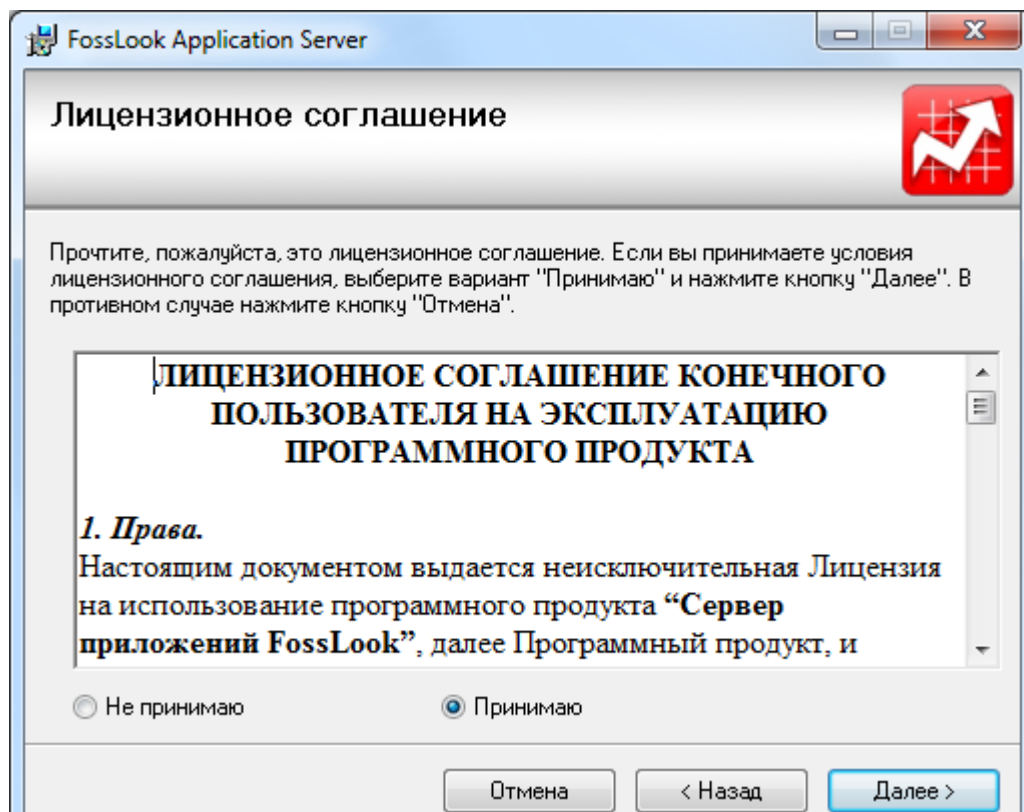 FossLook Application Server
Лицензионное соглашение
Прочтите, пожалуйста, это лицензионное соглашение. Если вы принимаете условия
лицензионного соглашения, выберите вариант "Принимаю" и нажмите кнопку "Далее". В
противном случае нажмите кнопку "Отмена".
ЛИЦЕНЗИОННОЕ СОГЛАШЕНИЕ КОНЕЧНОГО
ПОЛЬЗОВАТЕЛЯ НА ЭКСПЛУАТАЦИЮ
ПРОГРАММНОГО ПРОДУКТА
1. Права.
Настоящим документом выдается неисключительная Лицензия
на использование программного продукта “Сервер
приложений FossLook”, далее Программный продукт, и
Не принимаю
Принимаю
Отмена
< Назад
Далее >